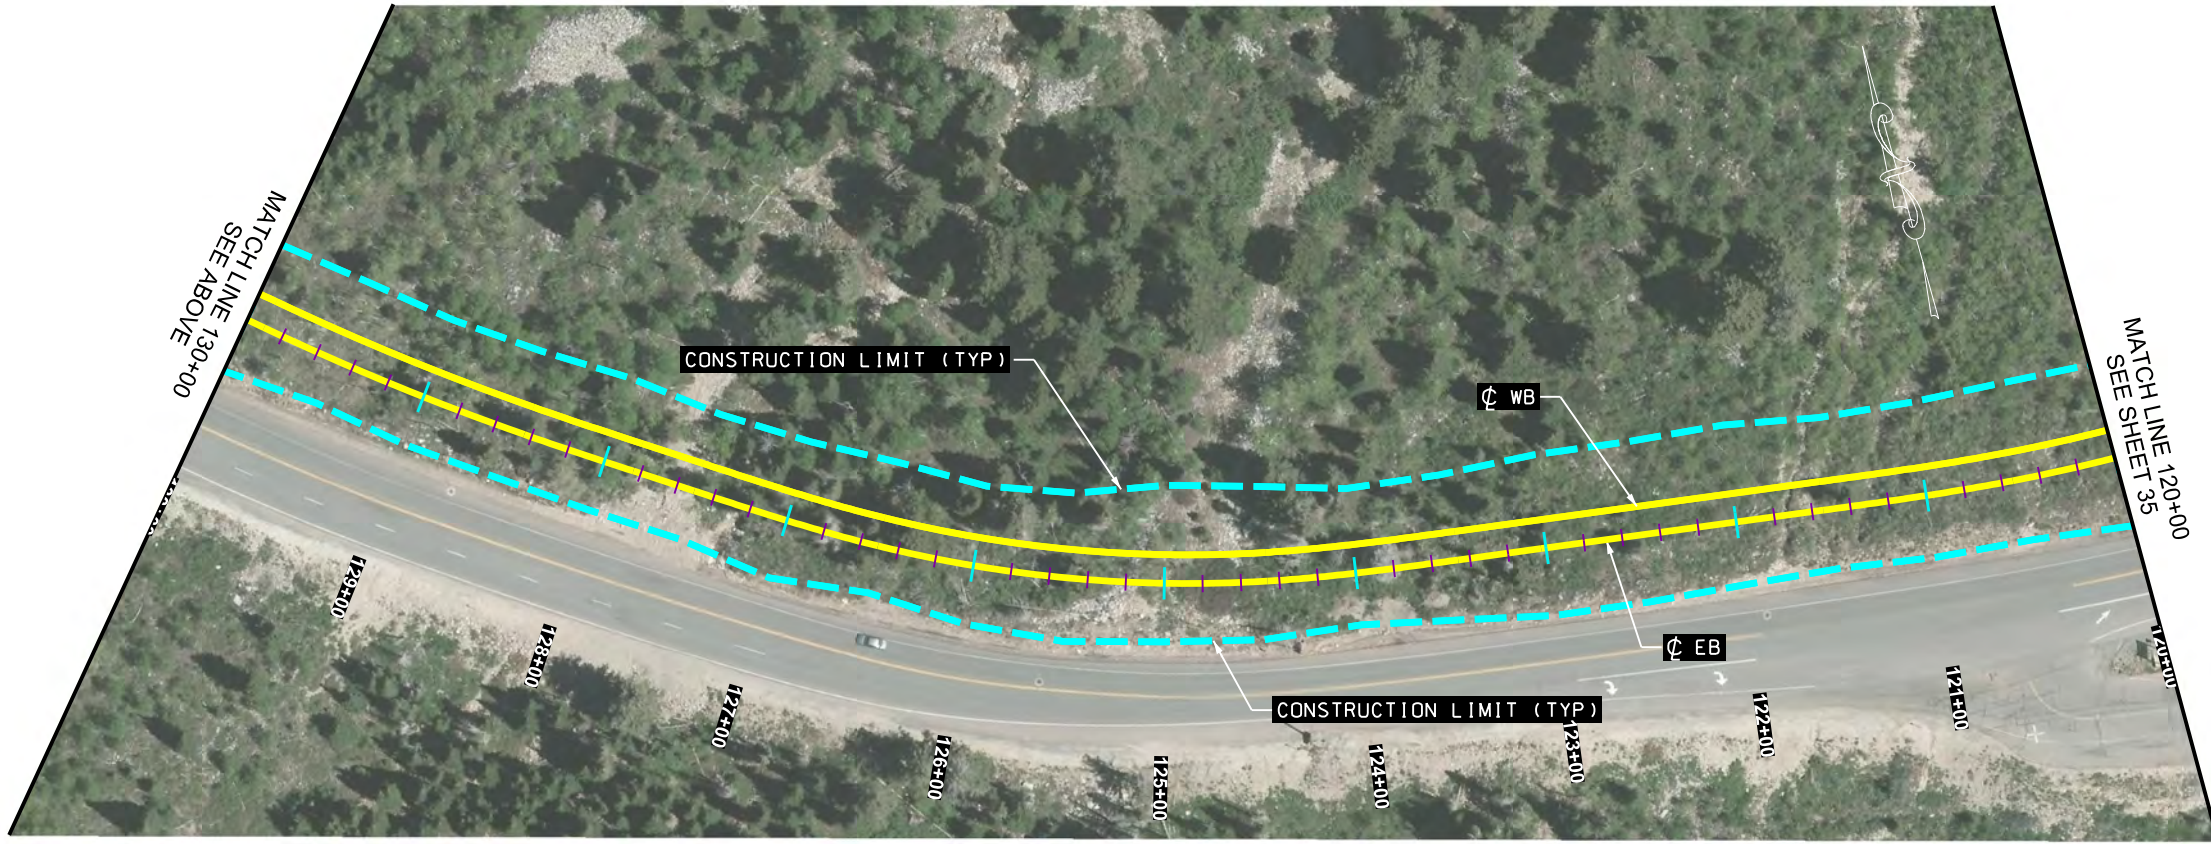 MATCH LINE 130+00
SEE ABOVE
CONSTRUCTION LIMIT (TYP)
℄ WB
MATCH LINE 120+00
SEE SHEET 35
℄ EB
CONSTRUCTION LIMIT (TYP)
129+00
128+00
127+00
126+00
125+00
124+00
123+00
122+00
121+00
120+00